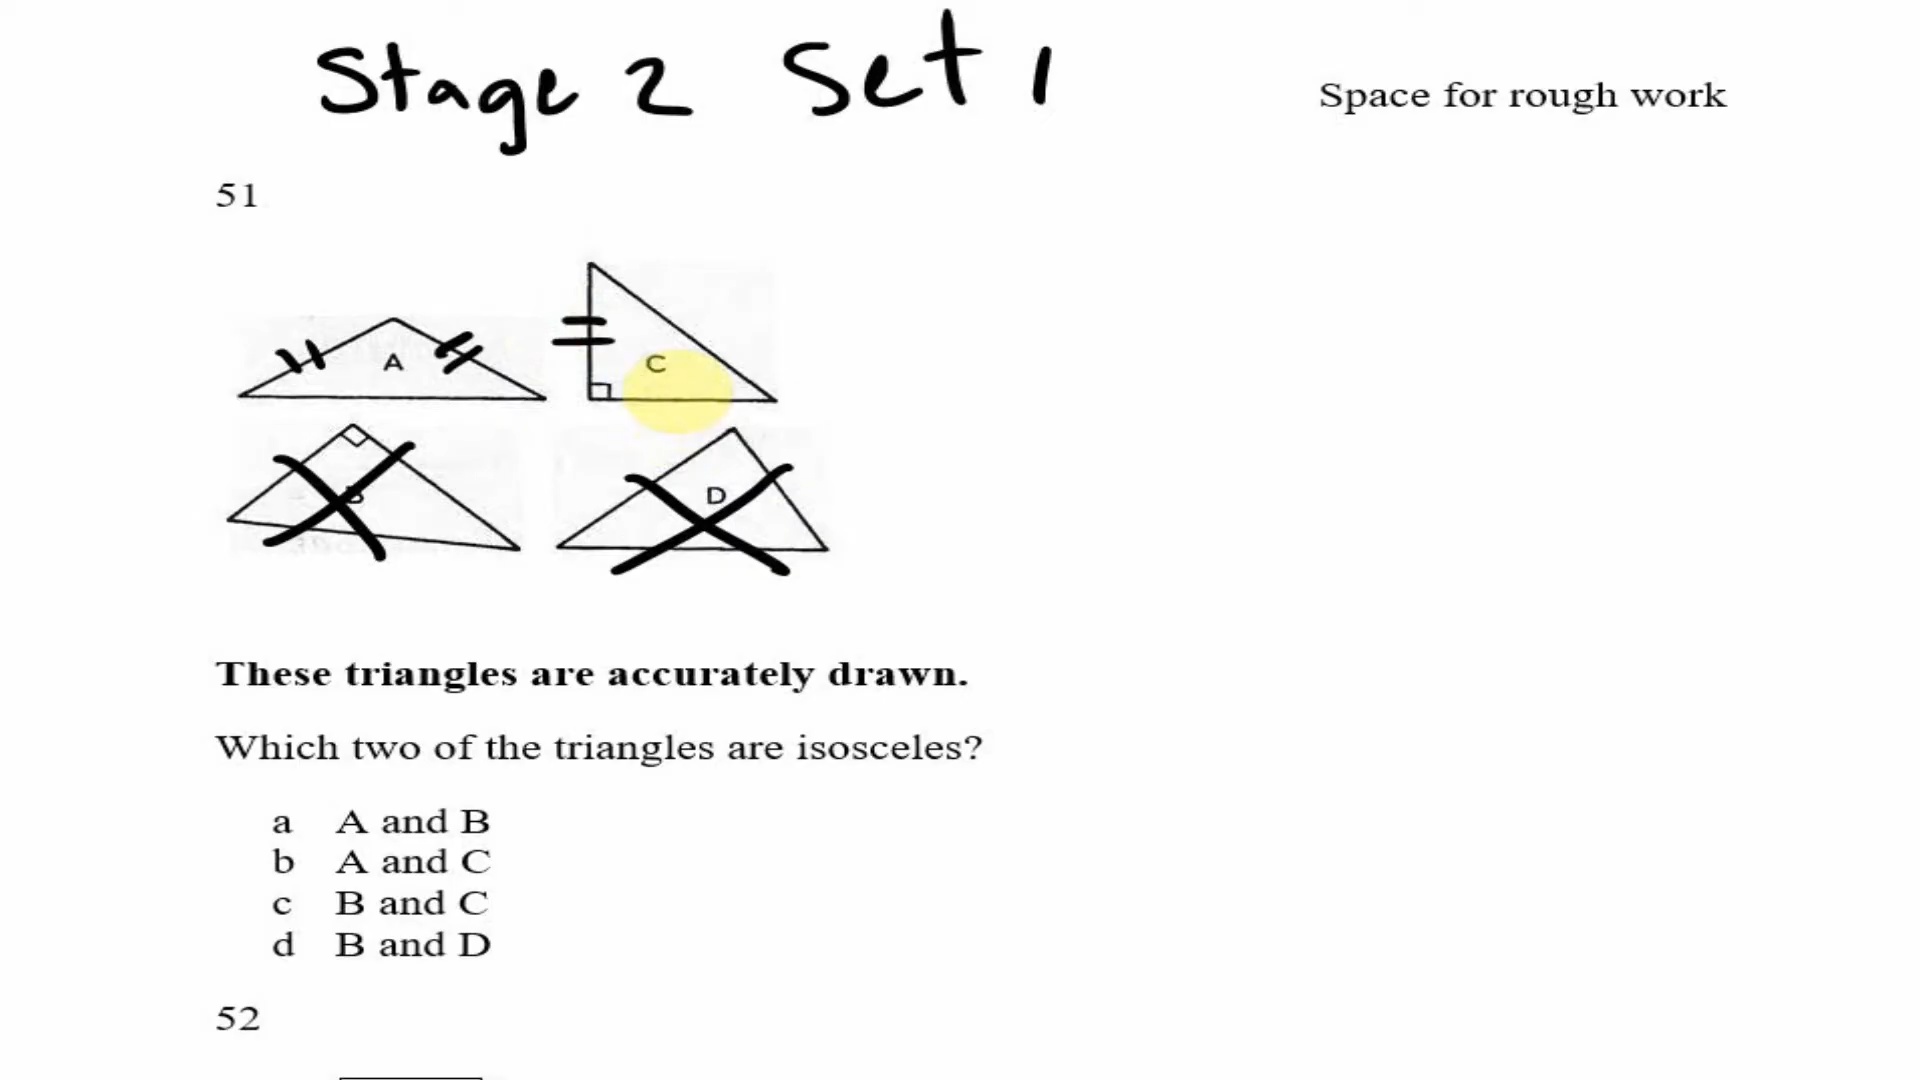 Stage 2 Set 1
Space for rough work
51
A
C
B
D
These triangles are accurately drawn.
Which two of the triangles are isosceles?
a A and B
b A and C
c B and C
d B and D
52